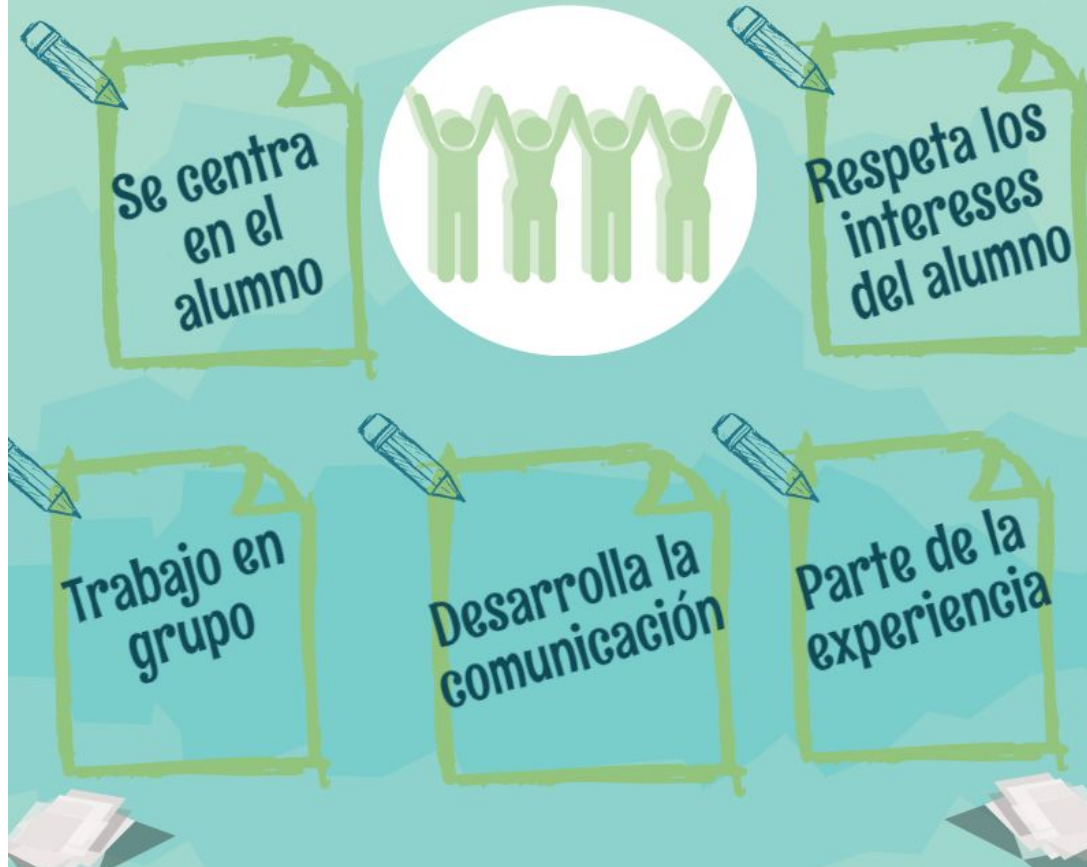 Se centra
en el
alumno
Respeta los
intereses
del alumno
Trabajo en
grupo
Desarrolla la
comunicación
Parte de la
experiencia